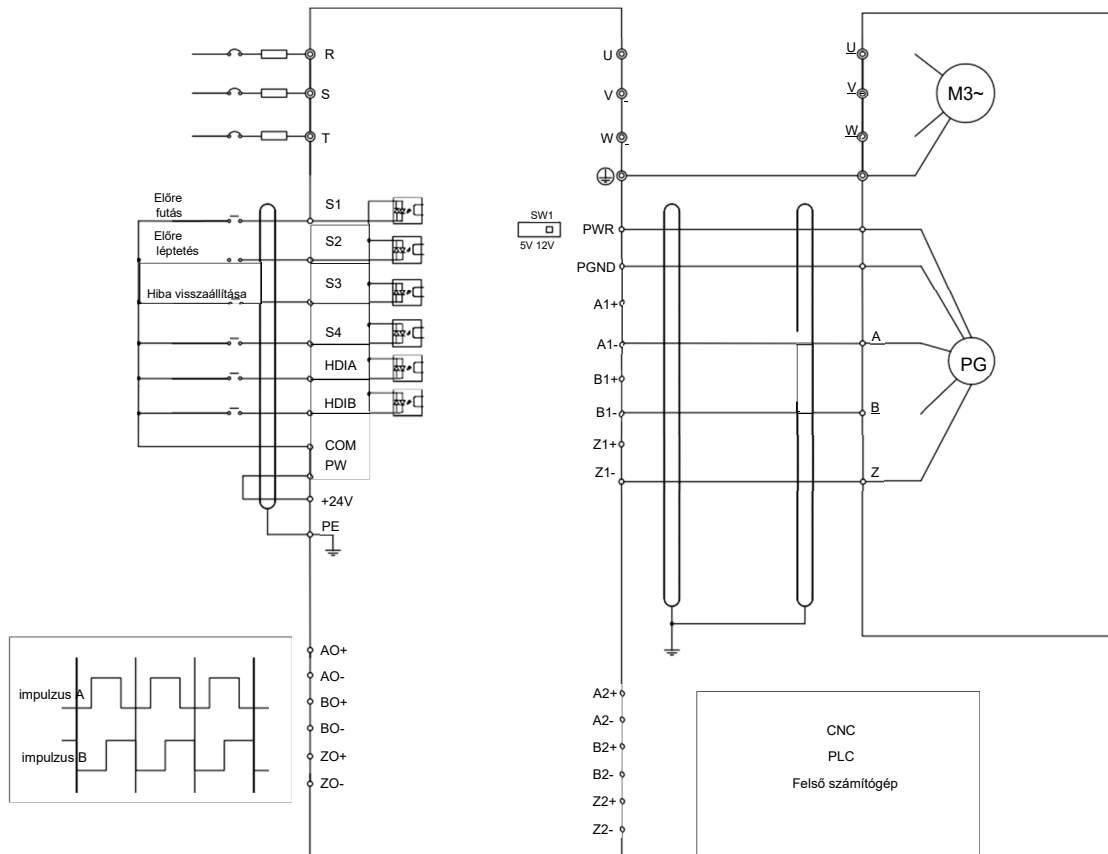 R
S
T
U
V
W
U
V
W
M3~
Előre
futás
Előre
léptetés
Hiba visszaállítása
S1
S2
S3
S4
HDIA
HDIB
COM
PW
+24V
PE
SW1
5V 12V
PWR
PGND
A1+
A1-
B1+
B1-
Z1+
Z1-
A
B
Z
PG
impulzus A
impulzus B
AO+
AO-
BO+
BO-
ZO+
ZO-
A2+
A2-
B2+
B2-
Z2+
Z2-
CNC
PLC
Felső számítógép